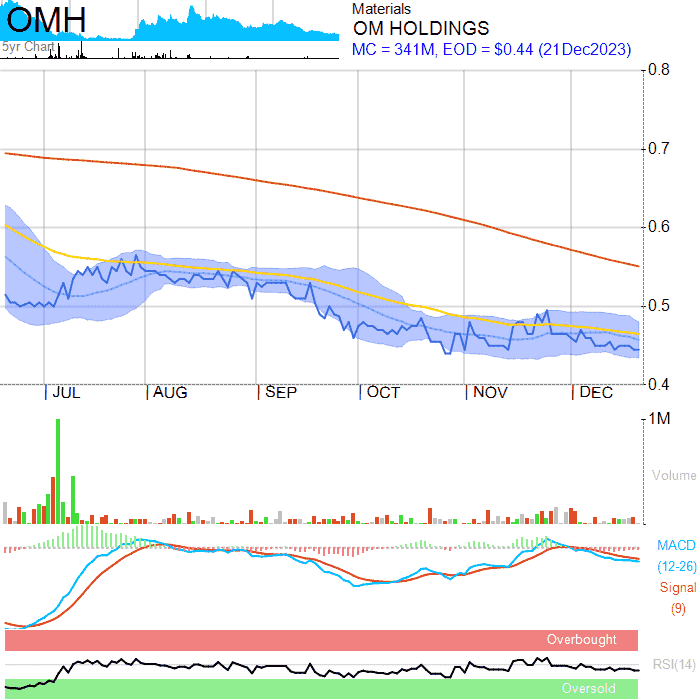 OMH
5yr Chart
Materials
OM HOLDINGS
MC = 341M, EOD = $0.44 (21Dec2023)
0.8
0.7
0.6
0.5
0.4
JUL AUG SEP OCT NOV DEC
1M
Volume
MACD
(12-26)
Signal
(9)
Overbought
RSI(14)
Oversold